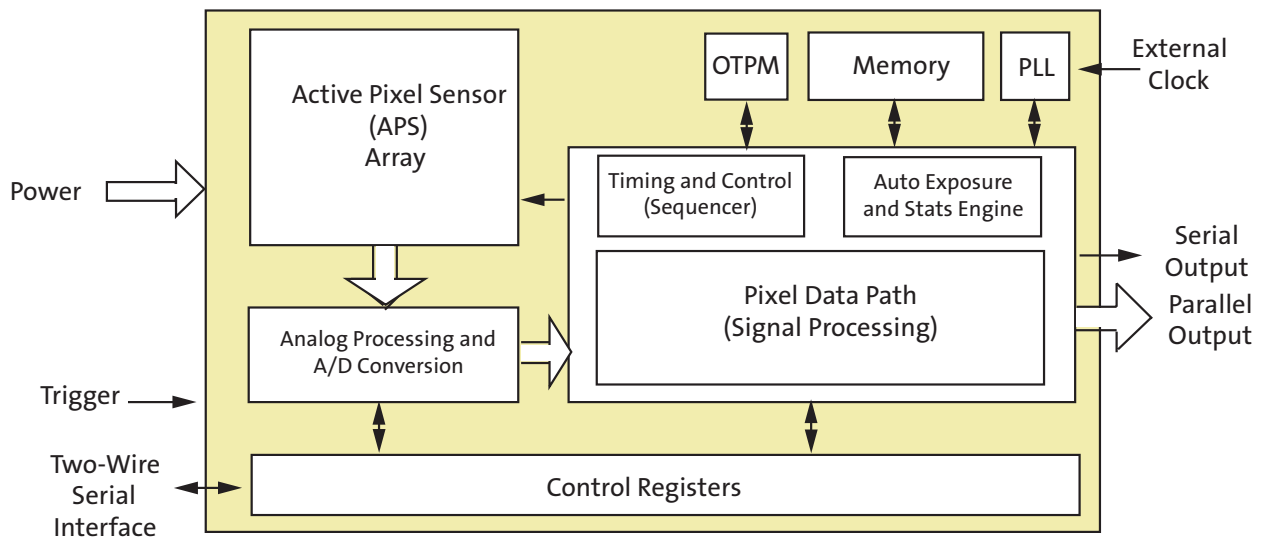 Active Pixel Sensor
(APS)
Array
OTPM
Memory
PLL
External
Clock
Power
Timing and Control
(Sequencer)
Auto Exposure
and Stats Engine
Serial
Output
Pixel Data Path
(Signal Processing)
Parallel
Output
Analog Processing and
A/D Conversion
Trigger
Two-Wire
Serial
Interface
Control Registers